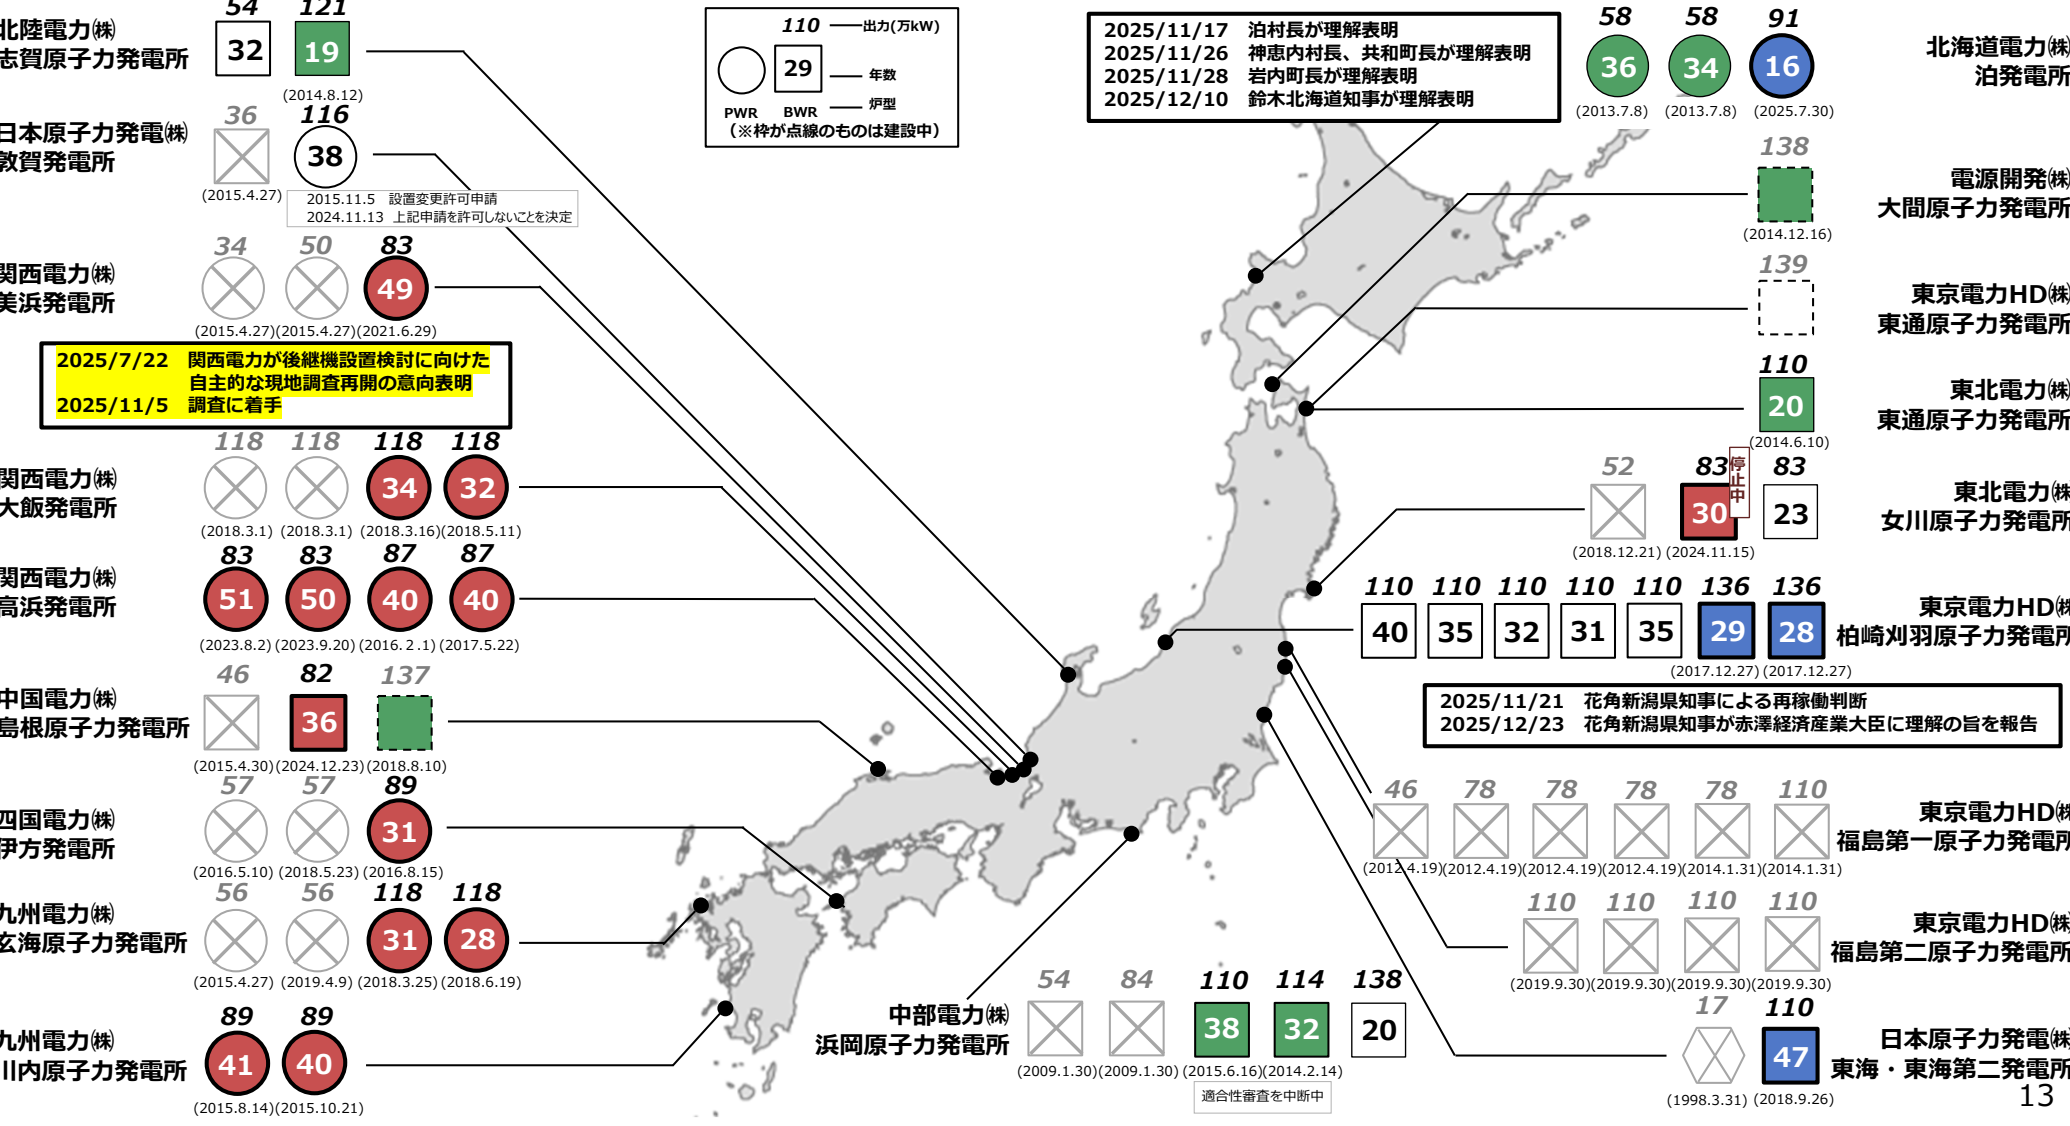 北陸電力㈱
志賀原子力発電所
54 121
32 19
(2014.8.12)
日本原子力発電㈱
敦賀発電所
36 116
38
(2015.4.27)
2015.11.5 設置変更許可申請
2024.11.13 上記申請を許可しないことを決定
関西電力㈱
美浜発電所
34 50 83
49
(2015.4.27)(2015.4.27)(2021.6.29)
2025/7/22 関西電力が後継機設置検討に向けた
自主的な現地調査再開の意向表明
2025/11/5 調査に着手
関西電力㈱
大飯発電所
118 118 118 118
34 32
(2018.3.1) (2018.3.1) (2018.3.16)(2018.5.11)
関西電力㈱
高浜発電所
83 83 87 87
51 50 40 40
(2023.8.2) (2023.9.20) (2016.2.1) (2017.5.22)
中国電力㈱
島根原子力発電所
46 82 137
36
(2015.4.30)(2024.12.23)(2018.8.10)
四国電力㈱
伊方発電所
57 57 89
31
(2016.5.10) (2018.5.23) (2016.8.15)
九州電力㈱
玄海原子力発電所
56 56 118 118
31 28
(2015.4.27) (2019.4.9) (2018.3.25) (2018.6.19)
九州電力㈱
川内原子力発電所
89 89
41 40
(2015.8.14)(2015.10.21)
110 出力(万kW)
29 年数
PWR BWR 炉型
(※枠が点線のものは建設中)
2025/11/17 泊村長が理解表明
2025/11/26 神恵内村長、共和町長が理解表明
2025/11/28 岩内町長が理解表明
2025/12/10 鈴木北海道知事が理解表明
58 58 91
36 34 16
(2013.7.8) (2013.7.8) (2025.7.30)
北海道電力㈱
泊発電所
138
(2014.12.16)
電源開発㈱
大間原子力発電所
139
東京電力HD㈱
東通原子力発電所
110
20
(2014.6.10)
東北電力㈱
東通原子力発電所
52 83 83
停止中
30 23
(2018.12.21) (2024.11.15)
東北電力㈱
女川原子力発電所
110 110 110 110 110 136 136
40 35 32 31 35 29 28
(2017.12.27) (2017.12.27)
東京電力HD㈱
柏崎刈羽原子力発電所
2025/11/21 花角新潟県知事による再稼働判断
2025/12/23 花角新潟県知事が赤澤経済産業大臣に理解の旨を報告
46 78 78 78 78 110
(2012.4.19)(2012.4.19)(2012.4.19)(2012.4.19)(2014.1.31)(2014.1.31)
東京電力HD㈱
福島第一原子力発電所
110 110 110 110
(2019.9.30)(2019.9.30)(2019.9.30)(2019.9.30)
東京電力HD㈱
福島第二原子力発電所
中部電力㈱
浜岡原子力発電所
54 84 110 114 138
38 32 20
(2009.1.30)(2009.1.30) (2015.6.16)(2014.2.14)
適合性審査を中断中
17 110
47
(1998.3.31) (2018.9.26)
日本原子力発電㈱
東海・東海第二発電所
13